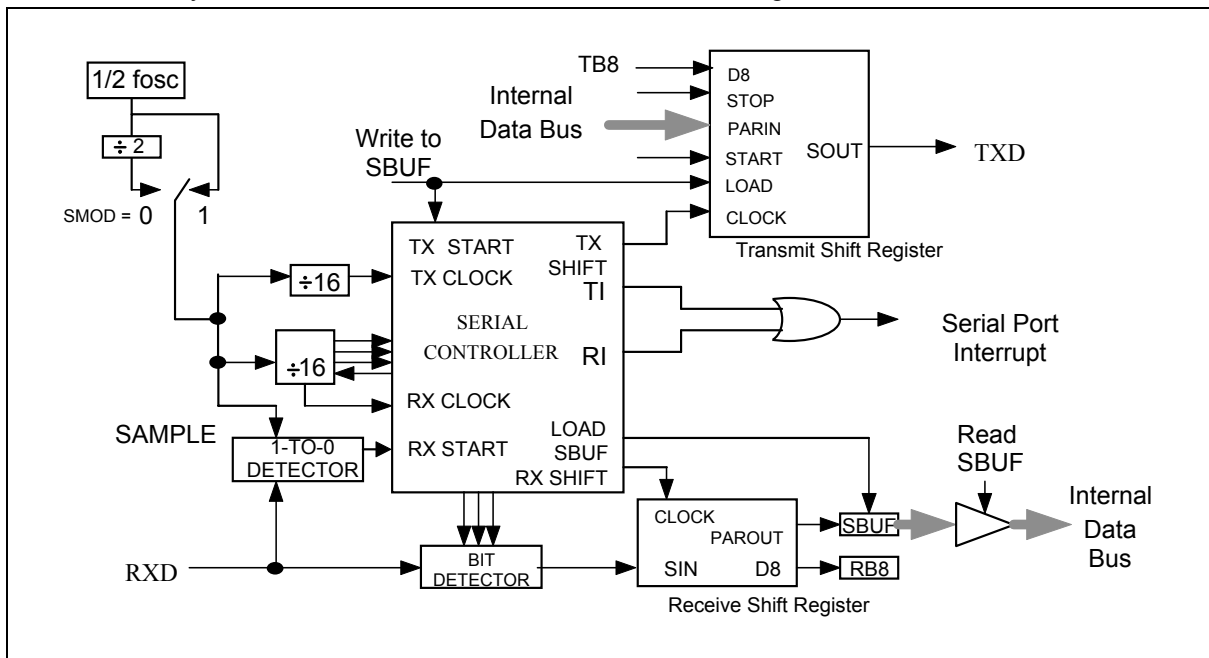 1/2 fosc
÷ 2
SMOD = 0 1
÷16
÷16
SAMPLE
1-TO-0
DETECTOR
RXD
Write to
SBUF
Internal
Data Bus
TB8
D8
STOP
PARIN
START
LOAD
CLOCK
SOUT
TXD
Transmit Shift Register
TX START
TX CLOCK
SERIAL
CONTROLLER
RX CLOCK
RX START
TX
SHIFT
TI
RI
LOAD
SBUF
RX SHIFT
Serial Port
Interrupt
BIT
DETECTOR
CLOCK
PAROUT
SIN D8
Receive Shift Register
SBUF
RB8
Read
SBUF
Internal
Data
Bus